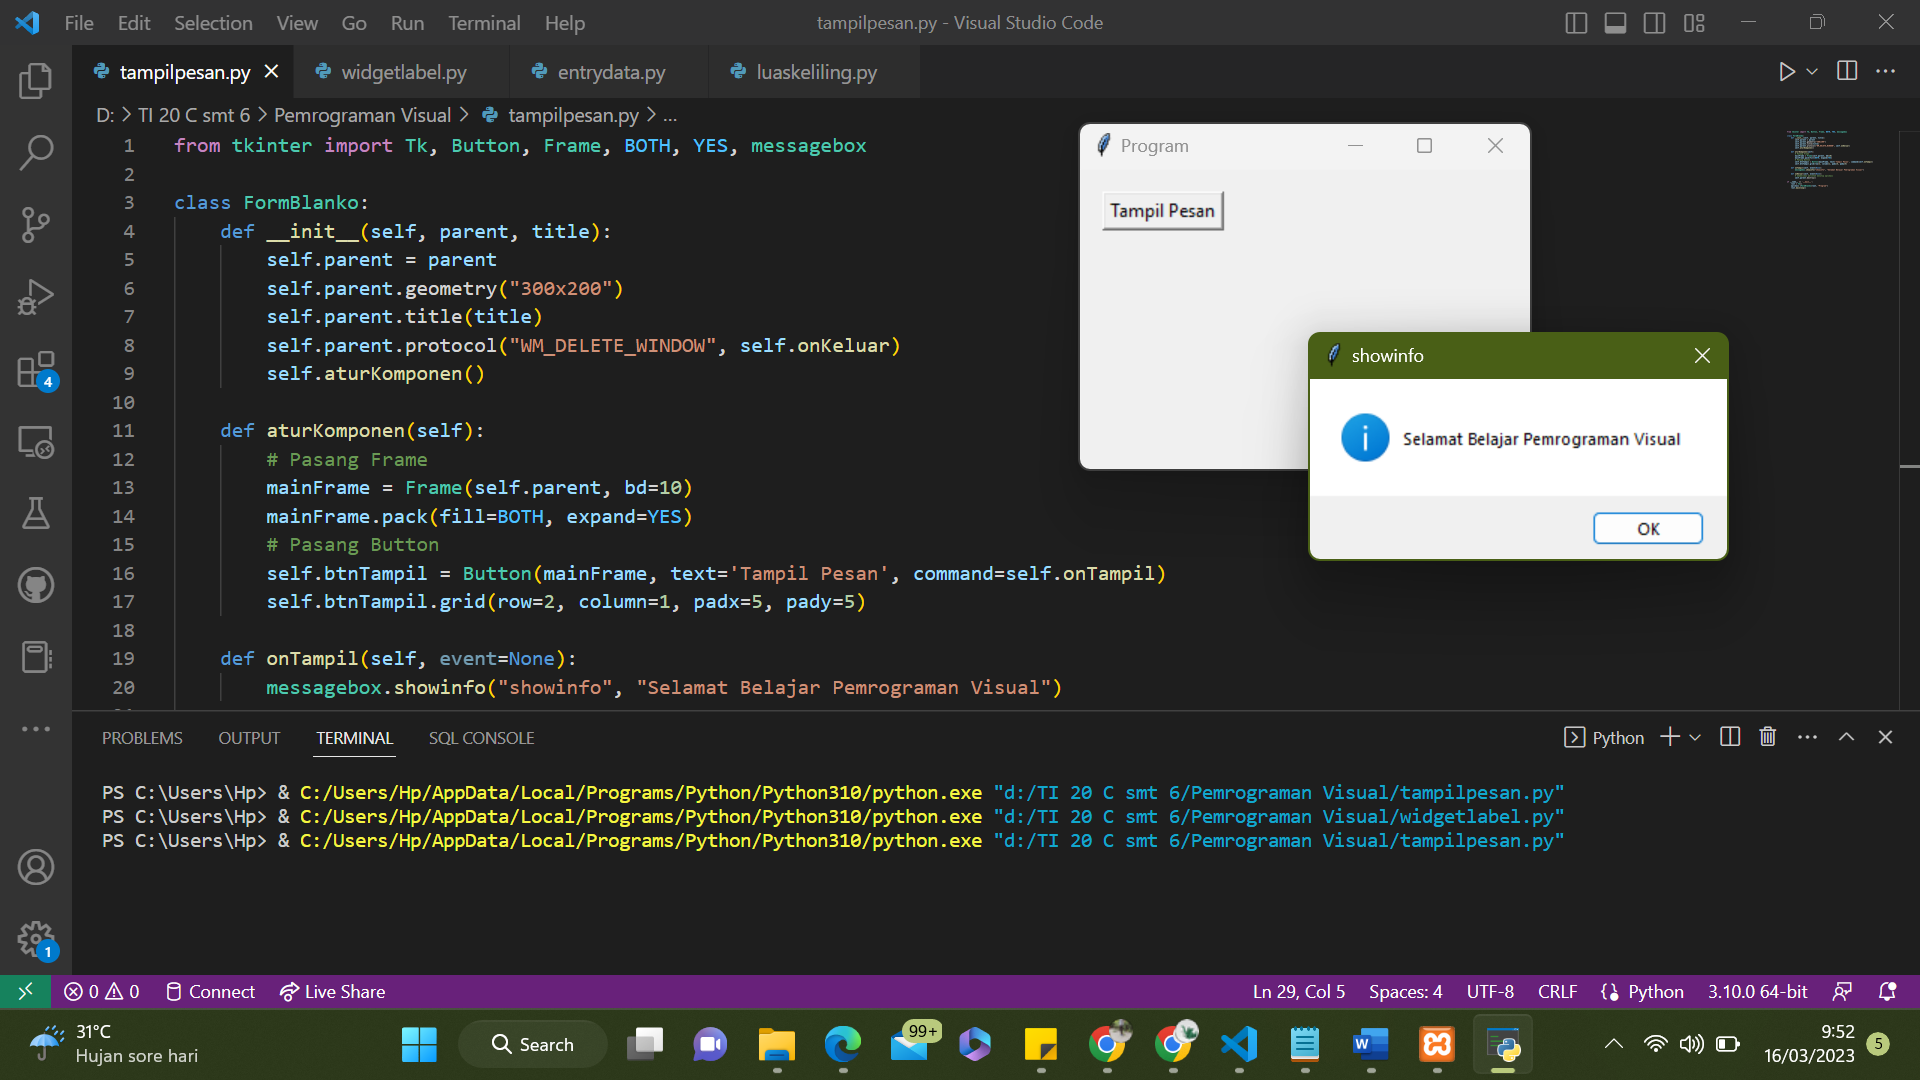 File Edit Selection View Go Run Terminal Help
tampilpesan.py - Visual Studio Code
tampilpesan.py widgetlabel.py entrydata.py luaskeliling.py
D: > TI 20 C smt 6 > Pemrograman Visual > tampilpesan.py > ...
1 from tkinter import Tk, Button, Frame, BOTH, YES, messagebox
2
3 class FormBlanko:
4 def __init__(self, parent, title):
5 self.parent = parent
6 self.parent.geometry("300x200")
7 self.parent.title(title)
8 self.parent.protocol("WM_DELETE_WINDOW", self.onKeluar)
9 self.aturKomponen()
10
11 def aturKomponen(self):
12 # Pasang Frame
13 mainFrame = Frame(self.parent, bd=10)
14 mainFrame.pack(fill=BOTH, expand=YES)
15 # Pasang Button
16 self.btnTampil = Button(mainFrame, text='Tampil Pesan', command=self.onTampil)
17 self.btnTampil.grid(row=2, column=1, padx=5, pady=5)
18
19 def onTampil(self, event=None):
20 messagebox.showinfo("showinfo", "Selamat Belajar Pemrograman Visual")
Program
Tampil Pesan
showinfo
Selamat Belajar Pemrograman Visual
OK
4
PROBLEMS OUTPUT TERMINAL SQL CONSOLE
Python
PS C:\Users\Hp> & C:/Users/Hp/AppData/Local/Programs/Python/Python310/python.exe "d:/TI 20 C smt 6/Pemrograman Visual/tampilpesan.py"
PS C:\Users\Hp> & C:/Users/Hp/AppData/Local/Programs/Python/Python310/python.exe "d:/TI 20 C smt 6/Pemrograman Visual/widgetlabel.py"
PS C:\Users\Hp> & C:/Users/Hp/AppData/Local/Programs/Python/Python310/python.exe "d:/TI 20 C smt 6/Pemrograman Visual/tampilpesan.py"
1
0 0 Connect Live Share
Ln 29, Col 5 Spaces: 4 UTF-8 CRLF Python 3.10.0 64-bit
31°C
Hujan sore hari
Search
99+
W
9:52
16/03/2023
5